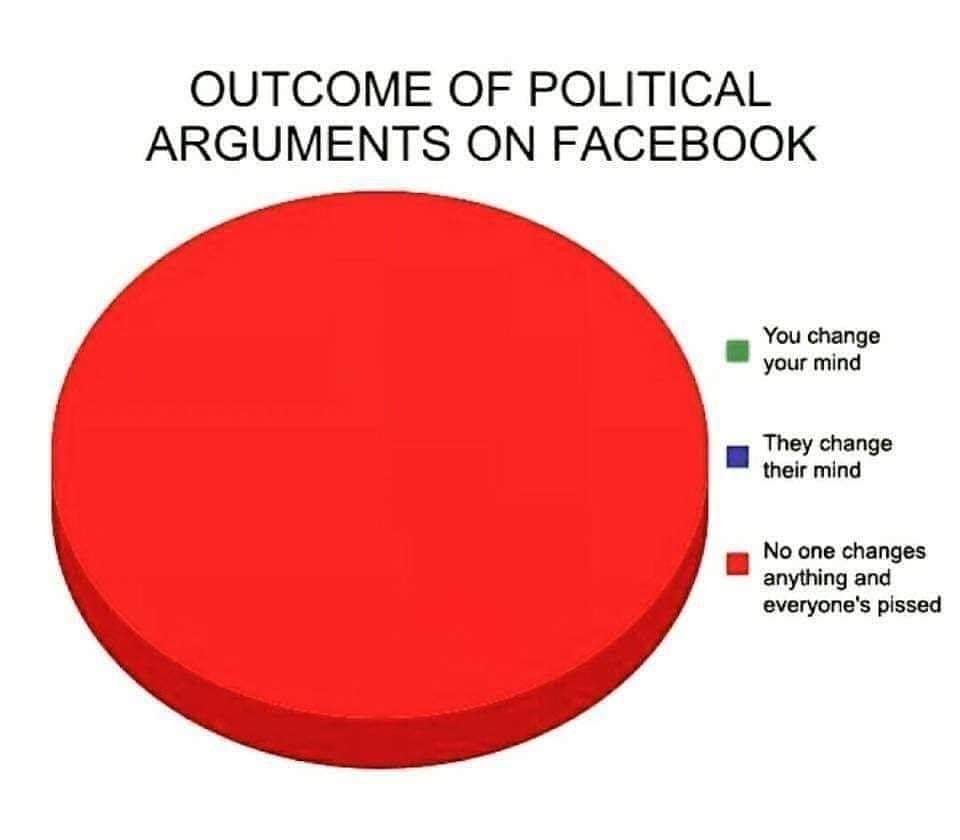 OUTCOME OF POLITICAL
ARGUMENTS ON FACEBOOK
You change
your mind
They change
their mind
No one changes
anything and
everyone's pissed